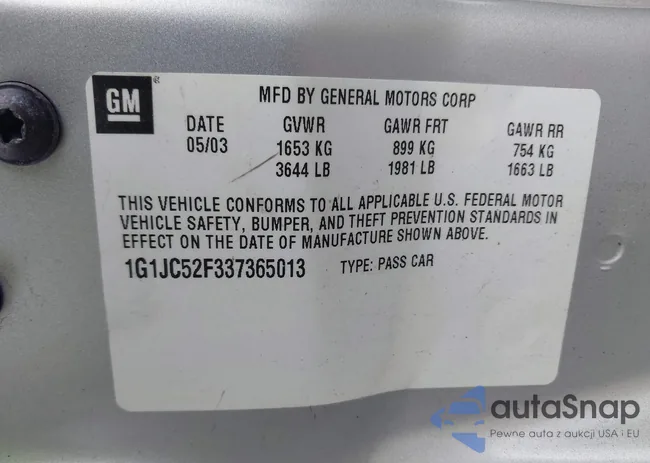 GM
MFD BY GENERAL MOTORS CORP
DATE GVWR GAWR FRT GAWR RR
05/03 1653 KG 899 KG 754 KG
3644 LB 1981 LB 1663 LB
THIS VEHICLE CONFORMS TO ALL APPLICABLE U.S. FEDERAL MOTOR
VEHICLE SAFETY, BUMPER, AND THEFT PREVENTION STANDARDS IN
EFFECT ON THE DATE OF MANUFACTURE SHOWN ABOVE.
1G1JC52F337365013 TYPE: PASS CAR
autaSnap
Pewne auta z aukcji USA i EU